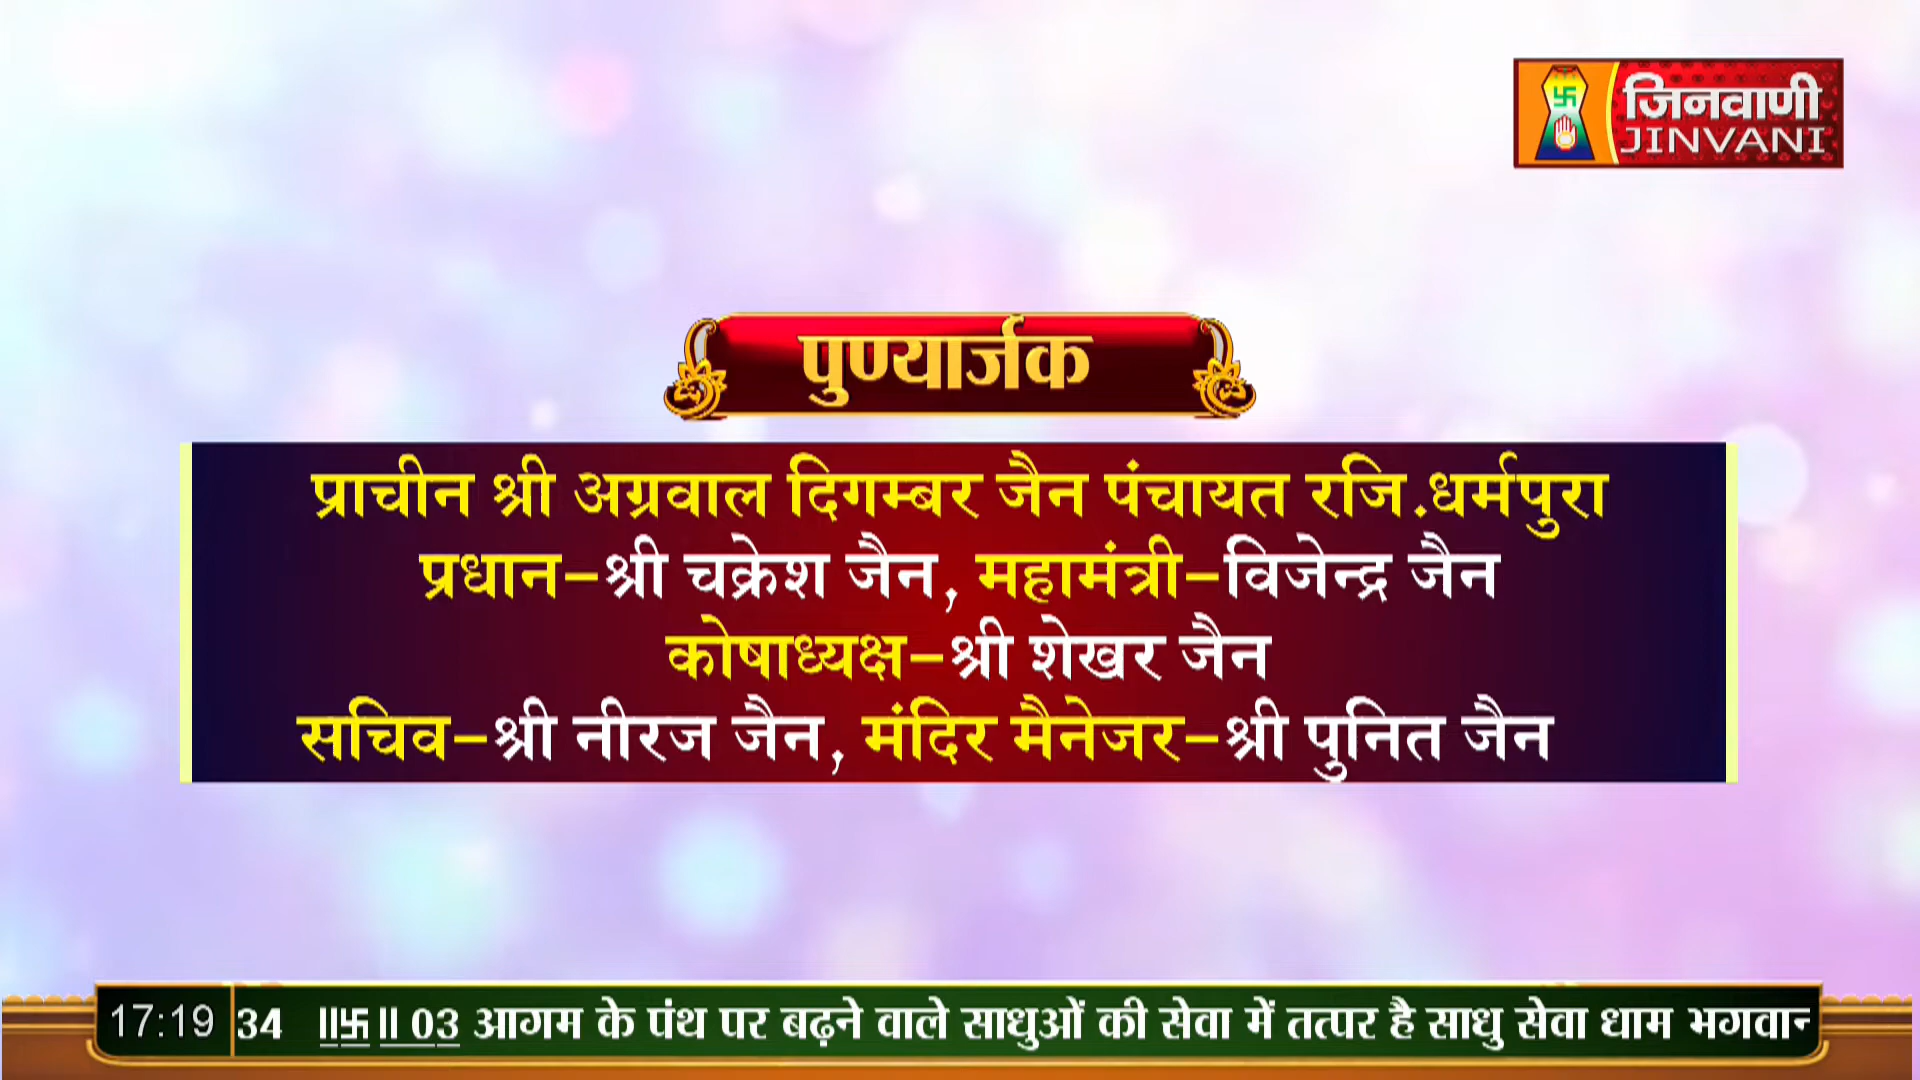 जिनवाणी
JINVANI
पुण्यार्जक
प्राचीन श्री अग्रवाल दिगम्बर जैन पंचायत रजि.धर्मपुरा
प्रधान-श्री चक्रेश जैन, महामंत्री-विजेन्द्र जैन
कोषाध्यक्ष-श्री शेखर जैन
सचिव-श्री नीरज जैन, मंदिर मैनेजर-श्री पुनित जैन
17:19 34 ॥卐॥ 03 आगम के पंथ पर बढ़ने वाले साधुओं की सेवा में तत्पर है साधु सेवा धाम भगवान